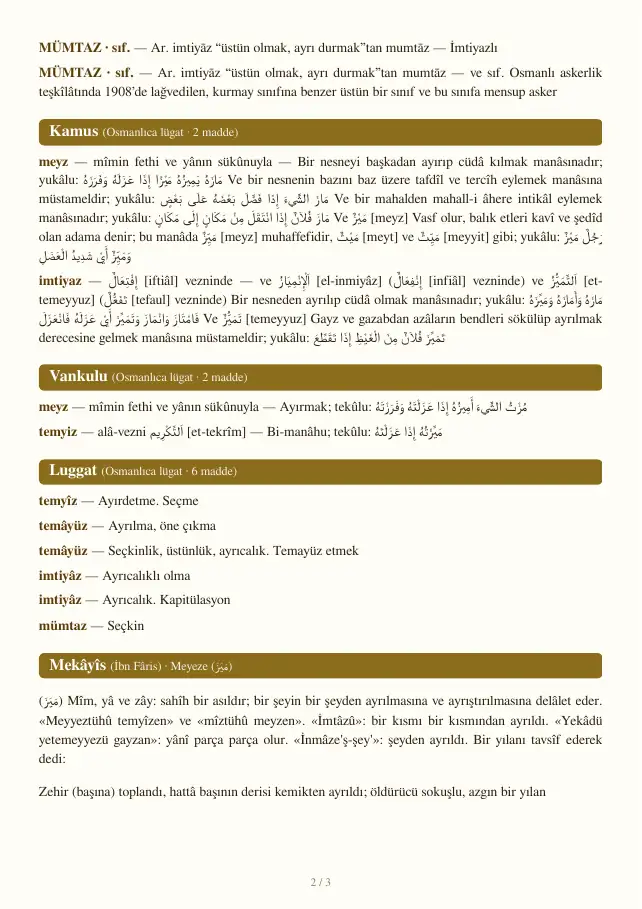 MÜMTAZ · sıf. — Ar. imtiyāz “üstün olmak, ayrı durmak”tan mumtāz — İmtiyazlı
MÜMTAZ · sıf. — Ar. imtiyāz “üstün olmak, ayrı durmak”tan mumtāz — ve sıf. Osmanlı askerlik
teşkîlâtında 1908’de lağvedilen, kurmay sınıfına benzer üstün bir sınıf ve bu sınıfa mensup asker
Kamus (Osmanlıca lügat · 2 madde)
meyz — mîmin fethi ve yânın sükûnuyla — Bir nesneyi başkadan ayırıp cüdâ kılmak manâsınadır;
yukâlu: مَازَهُ يَمِيزُهُ مَيْزًا إِذَا عَزَلَهُ وَفَرَزَهُ Ve bir nesnenin bazını baz üzere tafdîl ve tercîh eylemek manâsına
müstameldir; yukâlu: مَازَ الشَّيْءَ إِذَا فَضَّلَ بَعْضَهُ عَلَى بَعْضٍ Ve bir mahalden mahall-i âhere intikâl eylemek
manâsınadır; yukâlu: مَازَ فُلاَنٌ إِذَا انْتَقَلَ مِنْ مَكَانٍ إِلَى مَكَانٍ Ve مَيْزٌ [meyz] Vasf olur, balık etleri kavî ve şedîd
olan adama denir; bu manâda مَيِّزٌ [meyz] muhaffefidir, مَيْتٌ [meyt] ve مَيِّتٌ [meyyit] gibi; yukâlu: رَجُلٌ مَيْزٌ
وَمَيِّزٌ أَيْ شَدِيدُ الْعَضَلِ
imtiyaz — إِفْتِعَالٌ [iftiâl] vezninde — ve اَلْإِنْمِيَازُ [el-inmiyâz] (إِنْفِعَالٌ [infiâl] vezninde) ve اَلتَّمَيُّزُ [et-
temeyyuz] (تَفَعُّلٌ [tefaul] vezninde) Bir nesneden ayrılıp cüdâ olmak manâsınadır; yukâlu: مَازَهُ وَأَمَازَهُ وَمَيَّزَهُ
فَامْتَازَ وَانْمَازَ وَتَمَيَّزَ أَيْ عَزَلَهُ فَانْعَزَلَ Ve تَمَيُّزٌ [temeyyuz] Gayz ve gazabdan azâların bendleri sökülüp ayrılmak
derecesine gelmek manâsına müstameldir; yukâlu: تَمَيَّزَ فُلاَنٌ مِنَ الْغَيْظِ إِذَا تَقَطَّعَ
Vankulu (Osmanlıca lügat · 2 madde)
meyz — mîmin fethi ve yânın sükûnuyla — Ayırmak; tekûlu: مِزْتُ الشَّيْءَ أَمِيزُهُ إِذَا عَزَلْتَهُ وَفَرَزْتَهُ
temyiz — alâ-vezni اَلتَّكْرِيم [et-tekrîm] — Bi-manâhu; tekûlu: مَيَّزْتُهُ إِذَا عَزَلْتَهُ
Luggat (Osmanlıca lügat · 6 madde)
temyîz — Ayırdetme. Seçme
temâyüz — Ayrılma, öne çıkma
temâyüz — Seçkinlik, üstünlük, ayrıcalık. Temayüz etmek
imtiyâz — Ayrıcalıklı olma
imtiyâz — Ayrıcalık. Kapitülasyon
mümtaz — Seçkin
Mekâyîs (İbn Fâris) · Meyeze (مَيَزَ)
(مَيَزَ) Mîm, yâ ve zây: sahîh bir asıldır; bir şeyin bir şeyden ayrılmasına ve ayrıştırılmasına delâlet eder.
«Meyyeztühû temyîzen» ve «mîztühû meyzen». «İmtâzû»: bir kısmı bir kısmından ayrıldı. «Yekâdü
yetemeyyezü gayzan»: yânî parça parça olur. «İnmâze'ş-şey'»: şeyden ayrıldı. Bir yılanı tavsîf ederek
dedi:
Zehir (başına) toplandı, hattâ başının derisi kemikten ayrıldı; öldürücü sokuşlu, azgın bir yılan
2 / 3